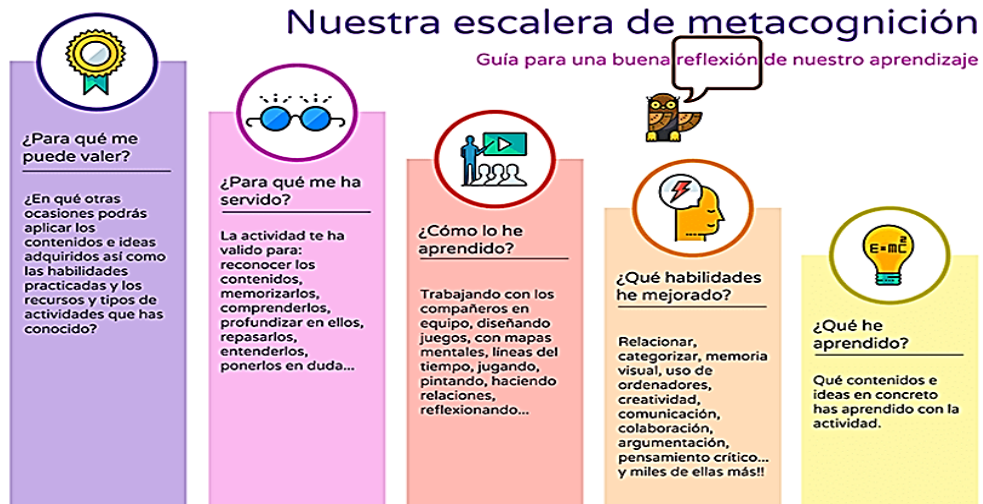 Nuestra escalera de metacognición
Guía para una buena reflexión de nuestro aprendizaje
¿Para qué me
puede valer?
¿En qué otras
ocasiones podrás
aplicar los
contenidos e ideas
adquiridos así como
las habilidades
practicadas y los
recursos y tipos de
actividades que has
conocido?
¿Para qué me ha
servido?
La actividad te ha
valido para:
reconocer los
contenidos,
memorizarlos,
comprenderlos,
profundizar en ellos,
repasarlos,
entenderlos,
ponerlos en duda...
¿Cómo lo he
aprendido?
Trabajando con los
compañeros en
equipo, diseñando
juegos, con mapas
mentales, líneas del
tiempo, jugando,
pintando, haciendo
relaciones,
reflexionando...
¿Qué habilidades
he mejorado?
Relacionar,
categorizar, memoria
visual, uso de
ordenadores,
creatividad,
comunicación,
colaboración,
argumentación,
pensamiento crítico...
y miles de ellas más!!
E=mc²
¿Qué he
aprendido?
Qué contenidos e
ideas en concreto
has aprendido con la
actividad.